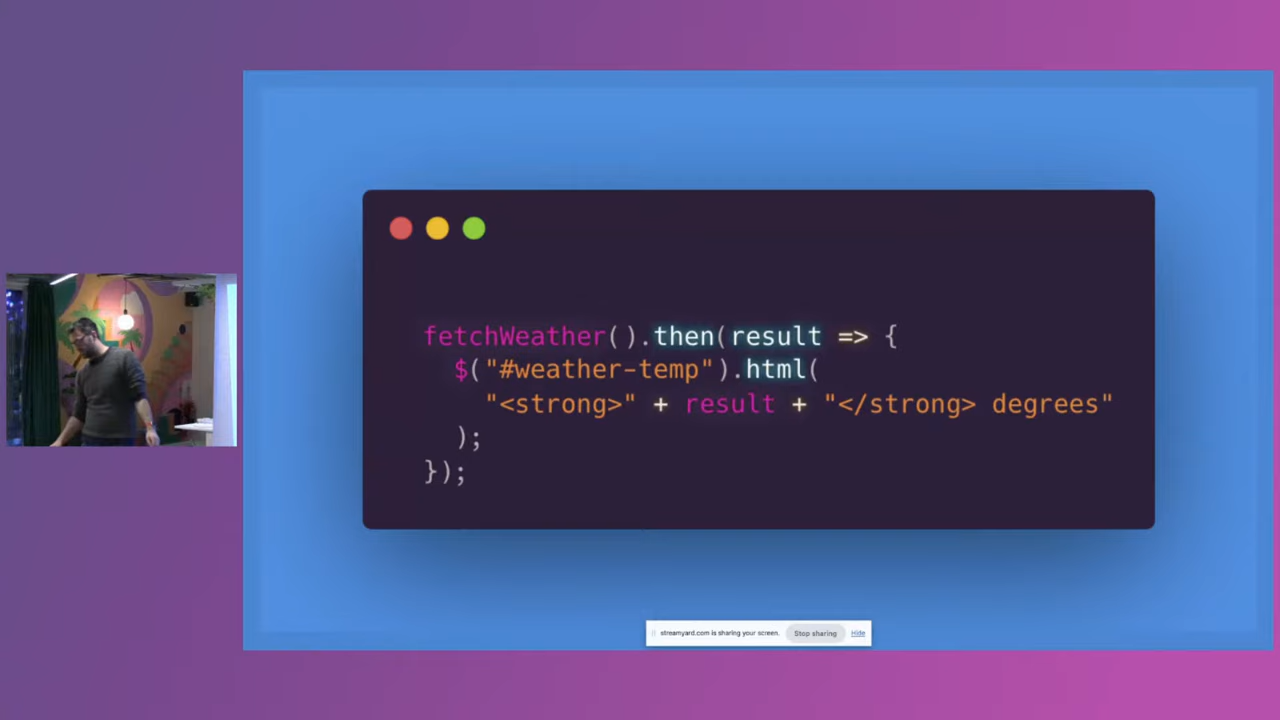 fetchWeather().then(result => {
$("#weather-temp").html(
"<strong>" + result + "</strong> degrees"
);
});
streamyard.com is sharing your screen.
Stop sharing
Hide